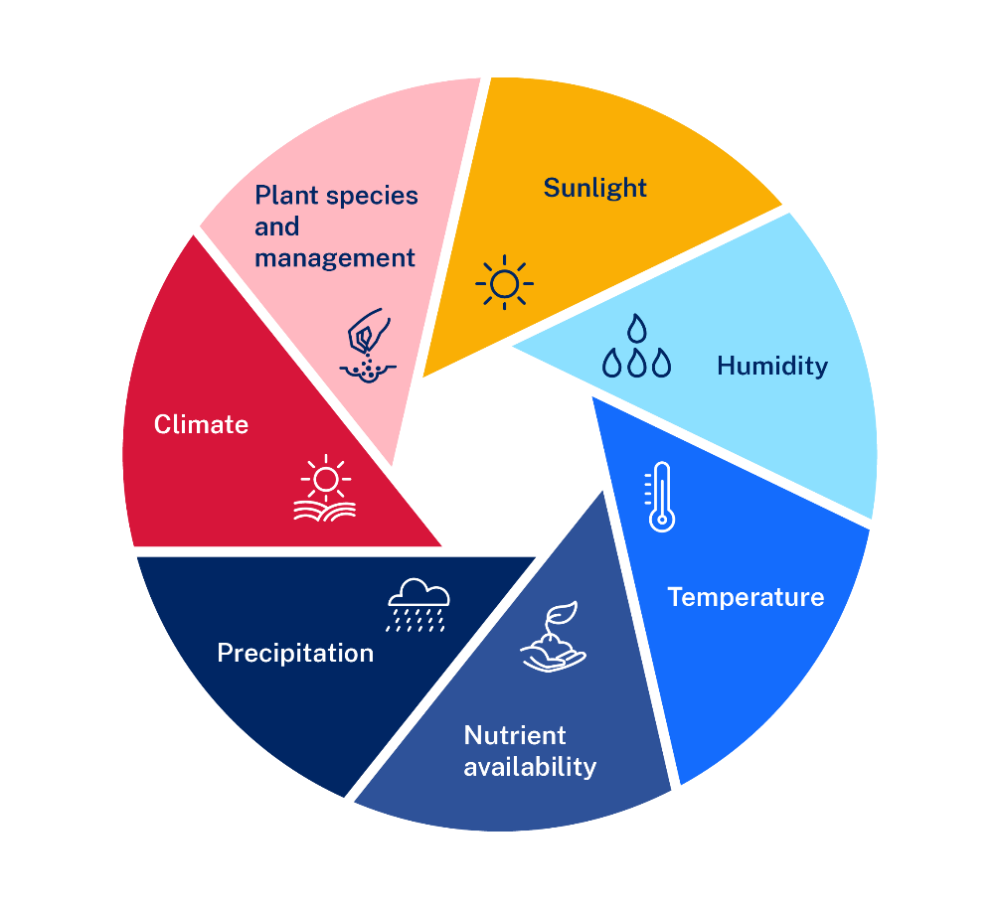 Plant species
and
management
Sunlight
Humidity
Climate
Temperature
Precipitation
Nutrient
availability